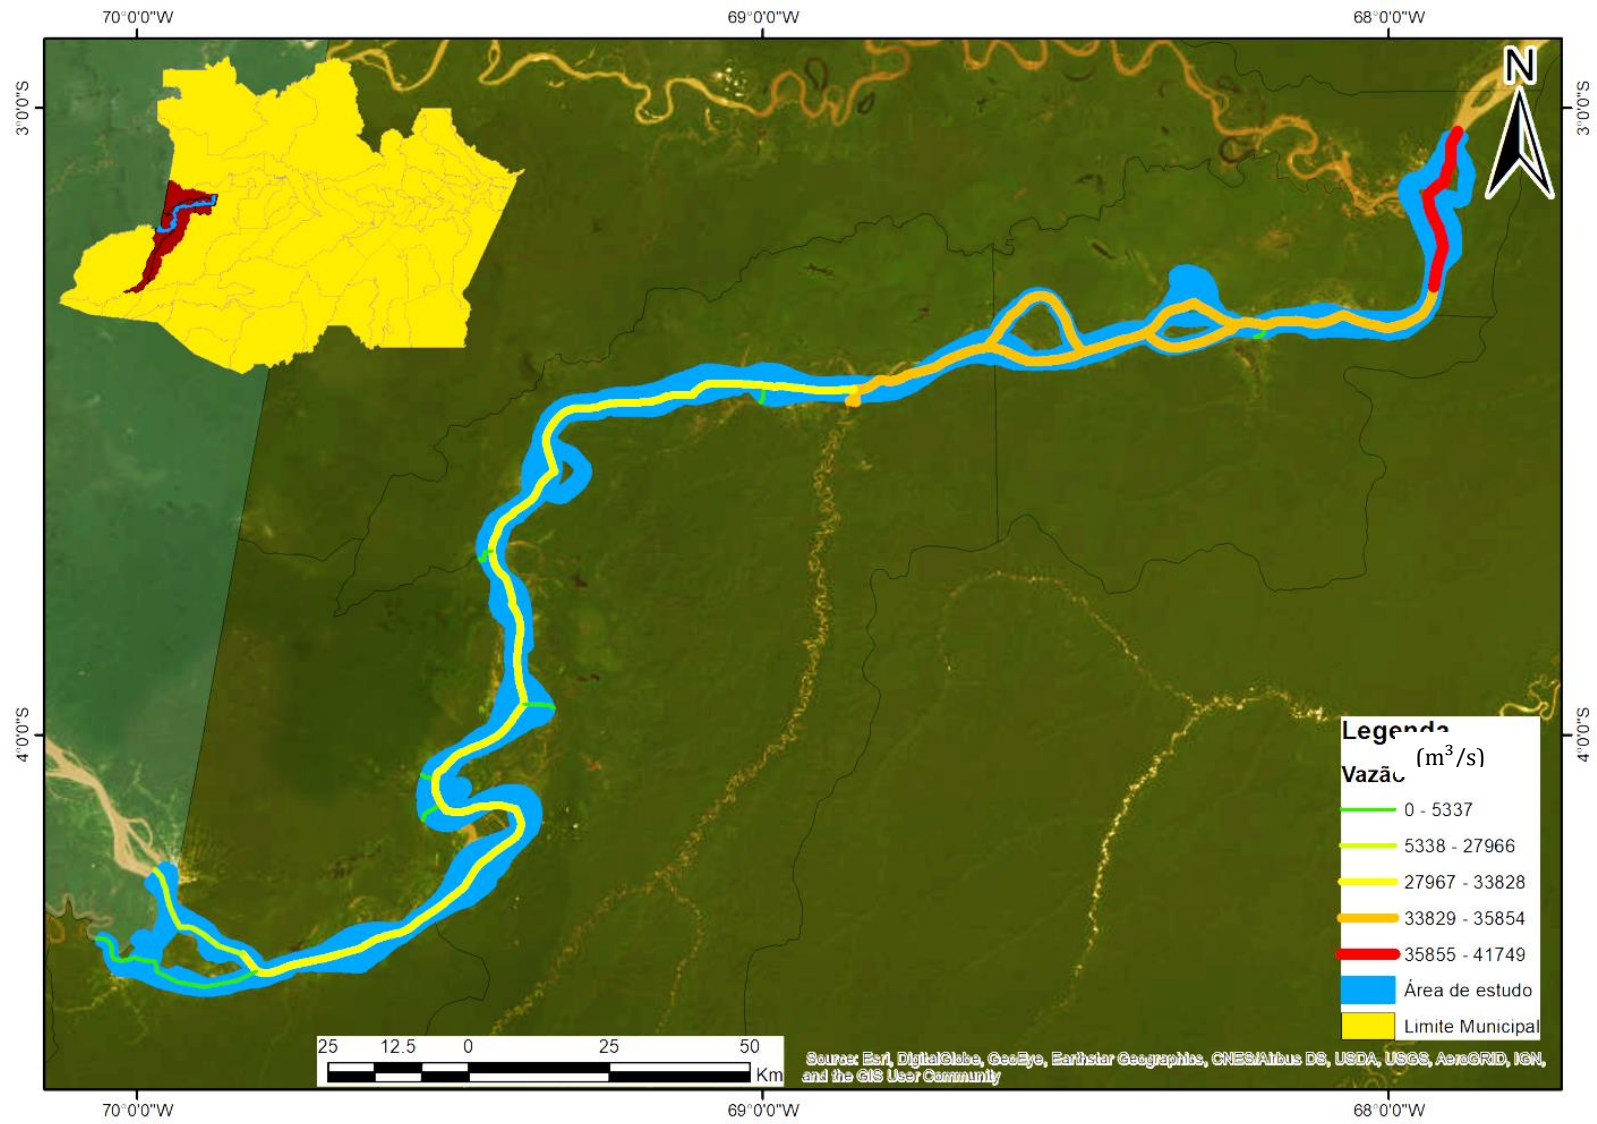 70°0'0"W 69°0'0"W 68°0'0"W
3°0'0"S
N
3°0'0"S
4°0'0"S
4°0'0"S
Legenda
(m³/s)
Vazão
0 - 5337
5338 - 27966
27967 - 33828
33829 - 35854
35855 - 41749
Área de estudo
Limite Municipal
25 12.5 0 25 50
Km
Source: Esri, DigitalGlobe, GeoEye, Earthstar Geographics, CNES/Airbus DS, USDA, USGS, AeroGRID, IGN,
and the GIS User Community
70°0'0"W 69°0'0"W 68°0'0"W